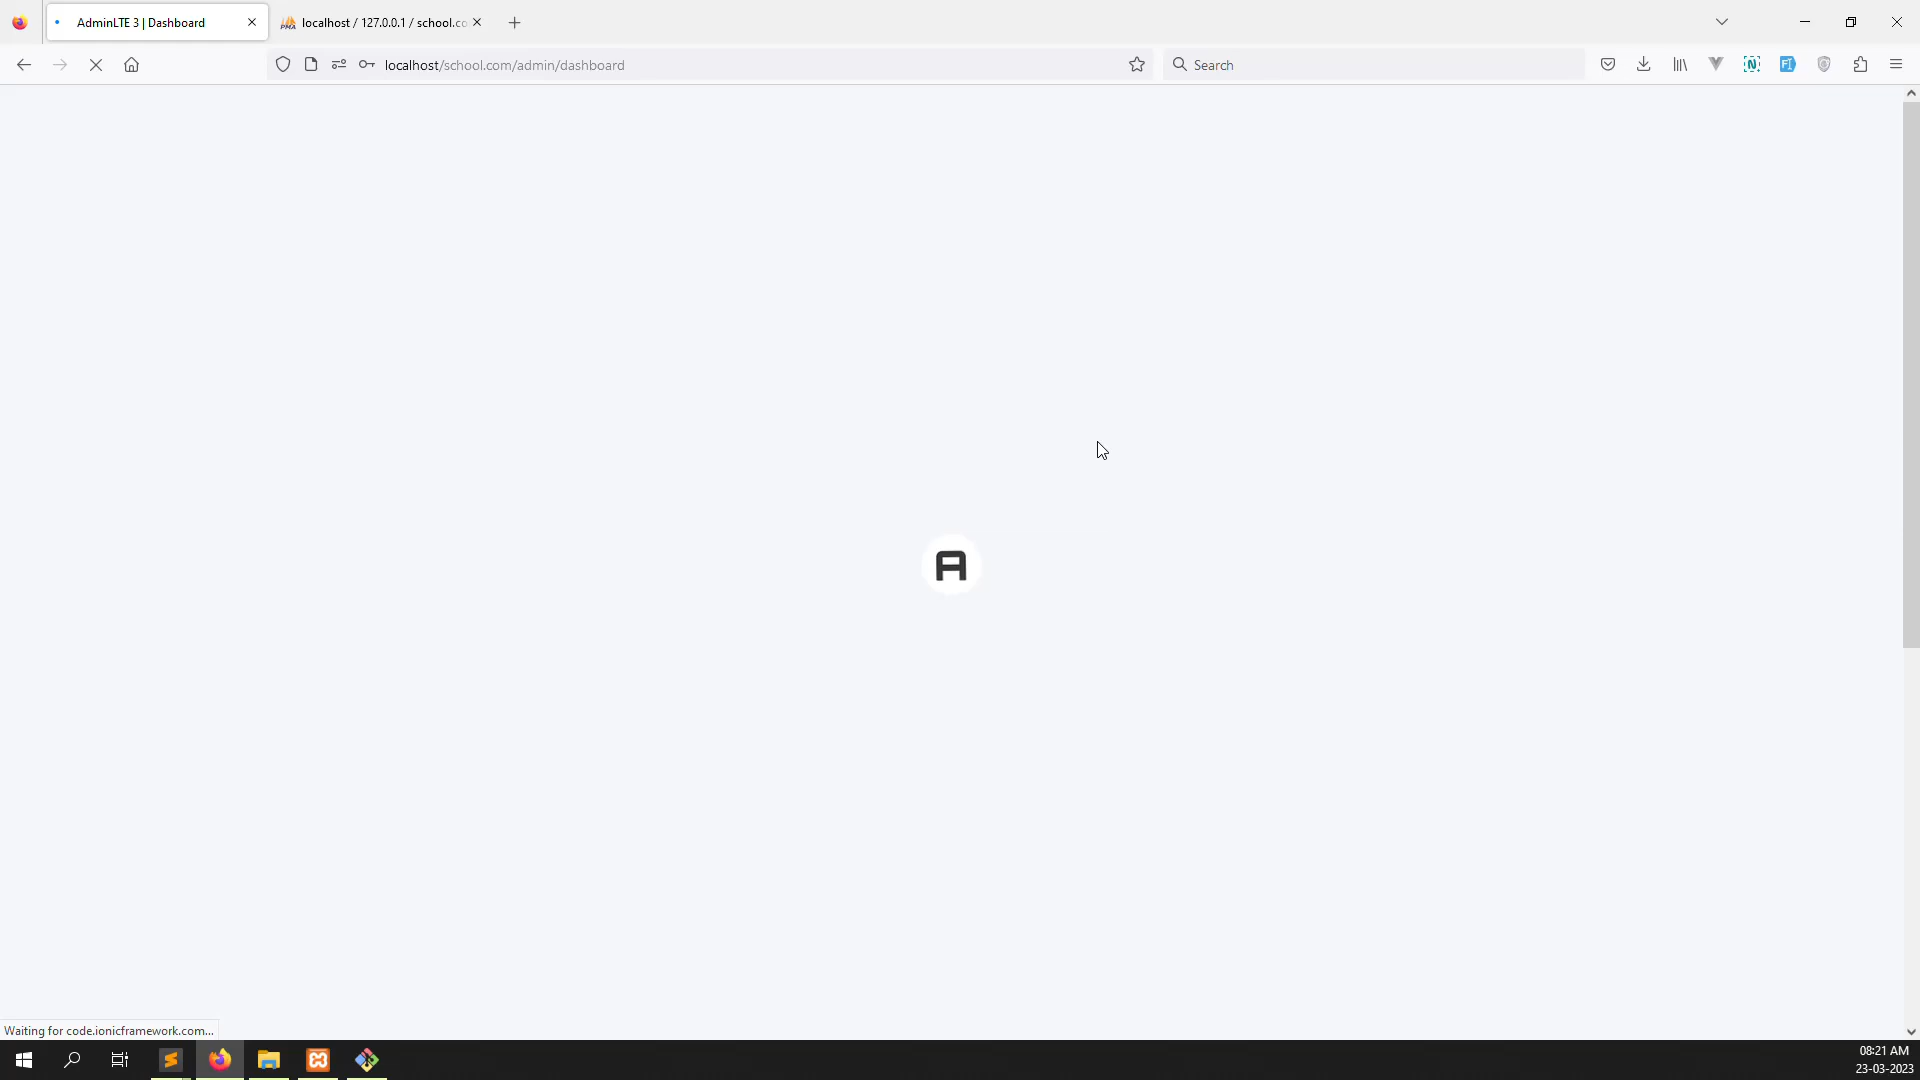 AdminLTE 3 | Dashboard
localhost / 127.0.0.1 / school.co
localhost/school.com/admin/dashboard
Search
A
Waiting for code.ionicframework.com...
08:21 AM
23-03-2023